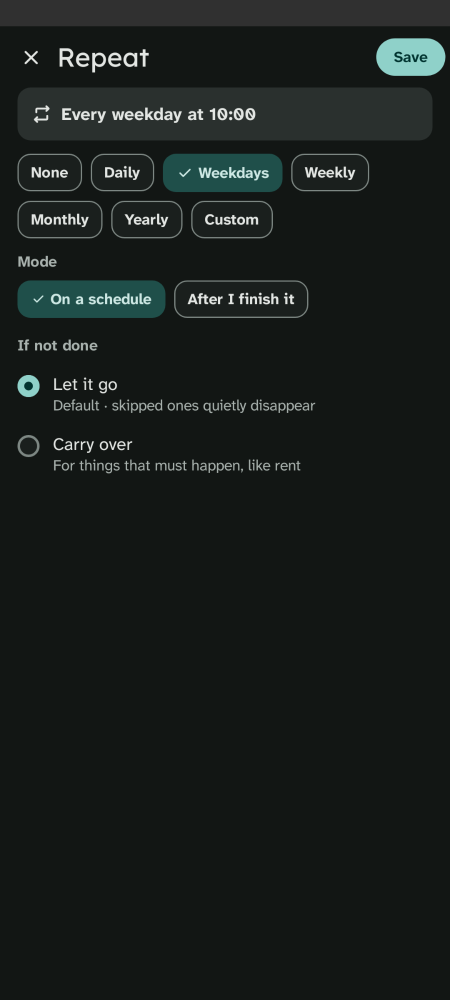 Repeat
Save
Every weekday at 10:00
None
Daily
Weekdays
Weekly
Monthly
Yearly
Custom
Mode
On a schedule
After I finish it
If not done
Let it go
Default · skipped ones quietly disappear
Carry over
For things that must happen, like rent